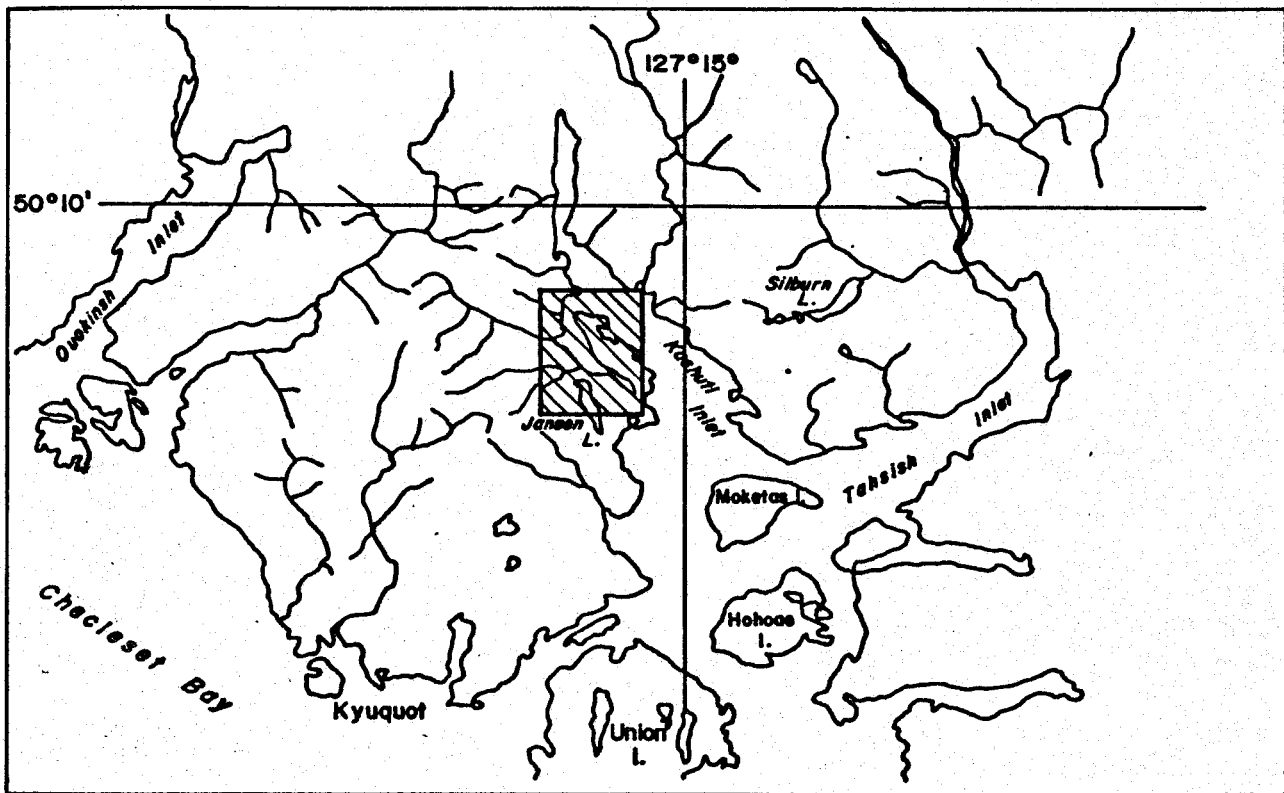 127°15°
50°10'
Ououkinsh
Inlet
Silburn
L.
Kashutl
Inlet
Jansen
L.
Inlet
Tahsish
Moketas I.
Hohoae
I.
Checleset Bay
Kyuquot
Union
I.